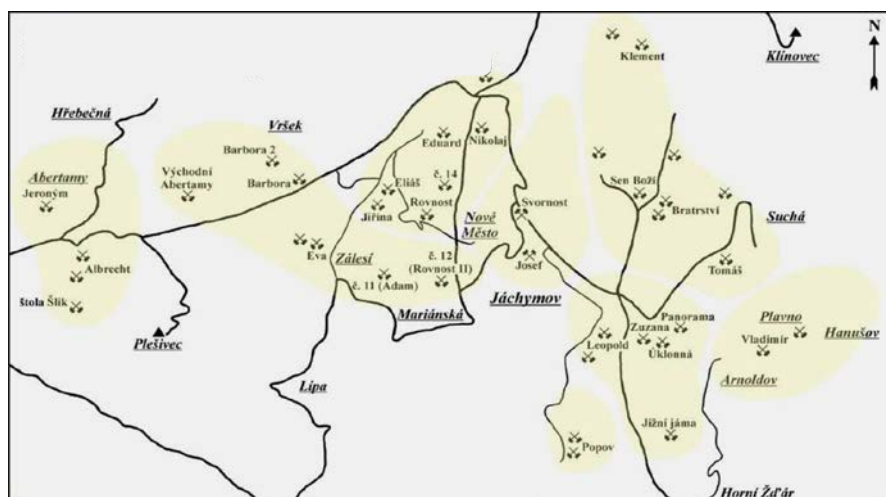 N
Klínovec
Klement
Hřebečná
Vršek
Barbora 2
Eduard
Nikolaj
Abertamy
Jeroným
Východní
Abertamy
Barbora
č. 14
Eliáš
Jiřina
Rovnost
Nové
Město
Svornost
Sen Boží
Bratrství
Suchá
Eva
Zálesí
č. 12
(Rovnost II)
Josef
Tomáš
Albrecht
č. 11 (Adam)
štola Šlik
Mariánská
Jáchymov
Plešivec
Panorama
Zuzana
Leopold
Úklonná
Plavno
Vladimír
Hanušov
Lípa
Arnoldov
Jižní jáma
Popov
Horní Žďár